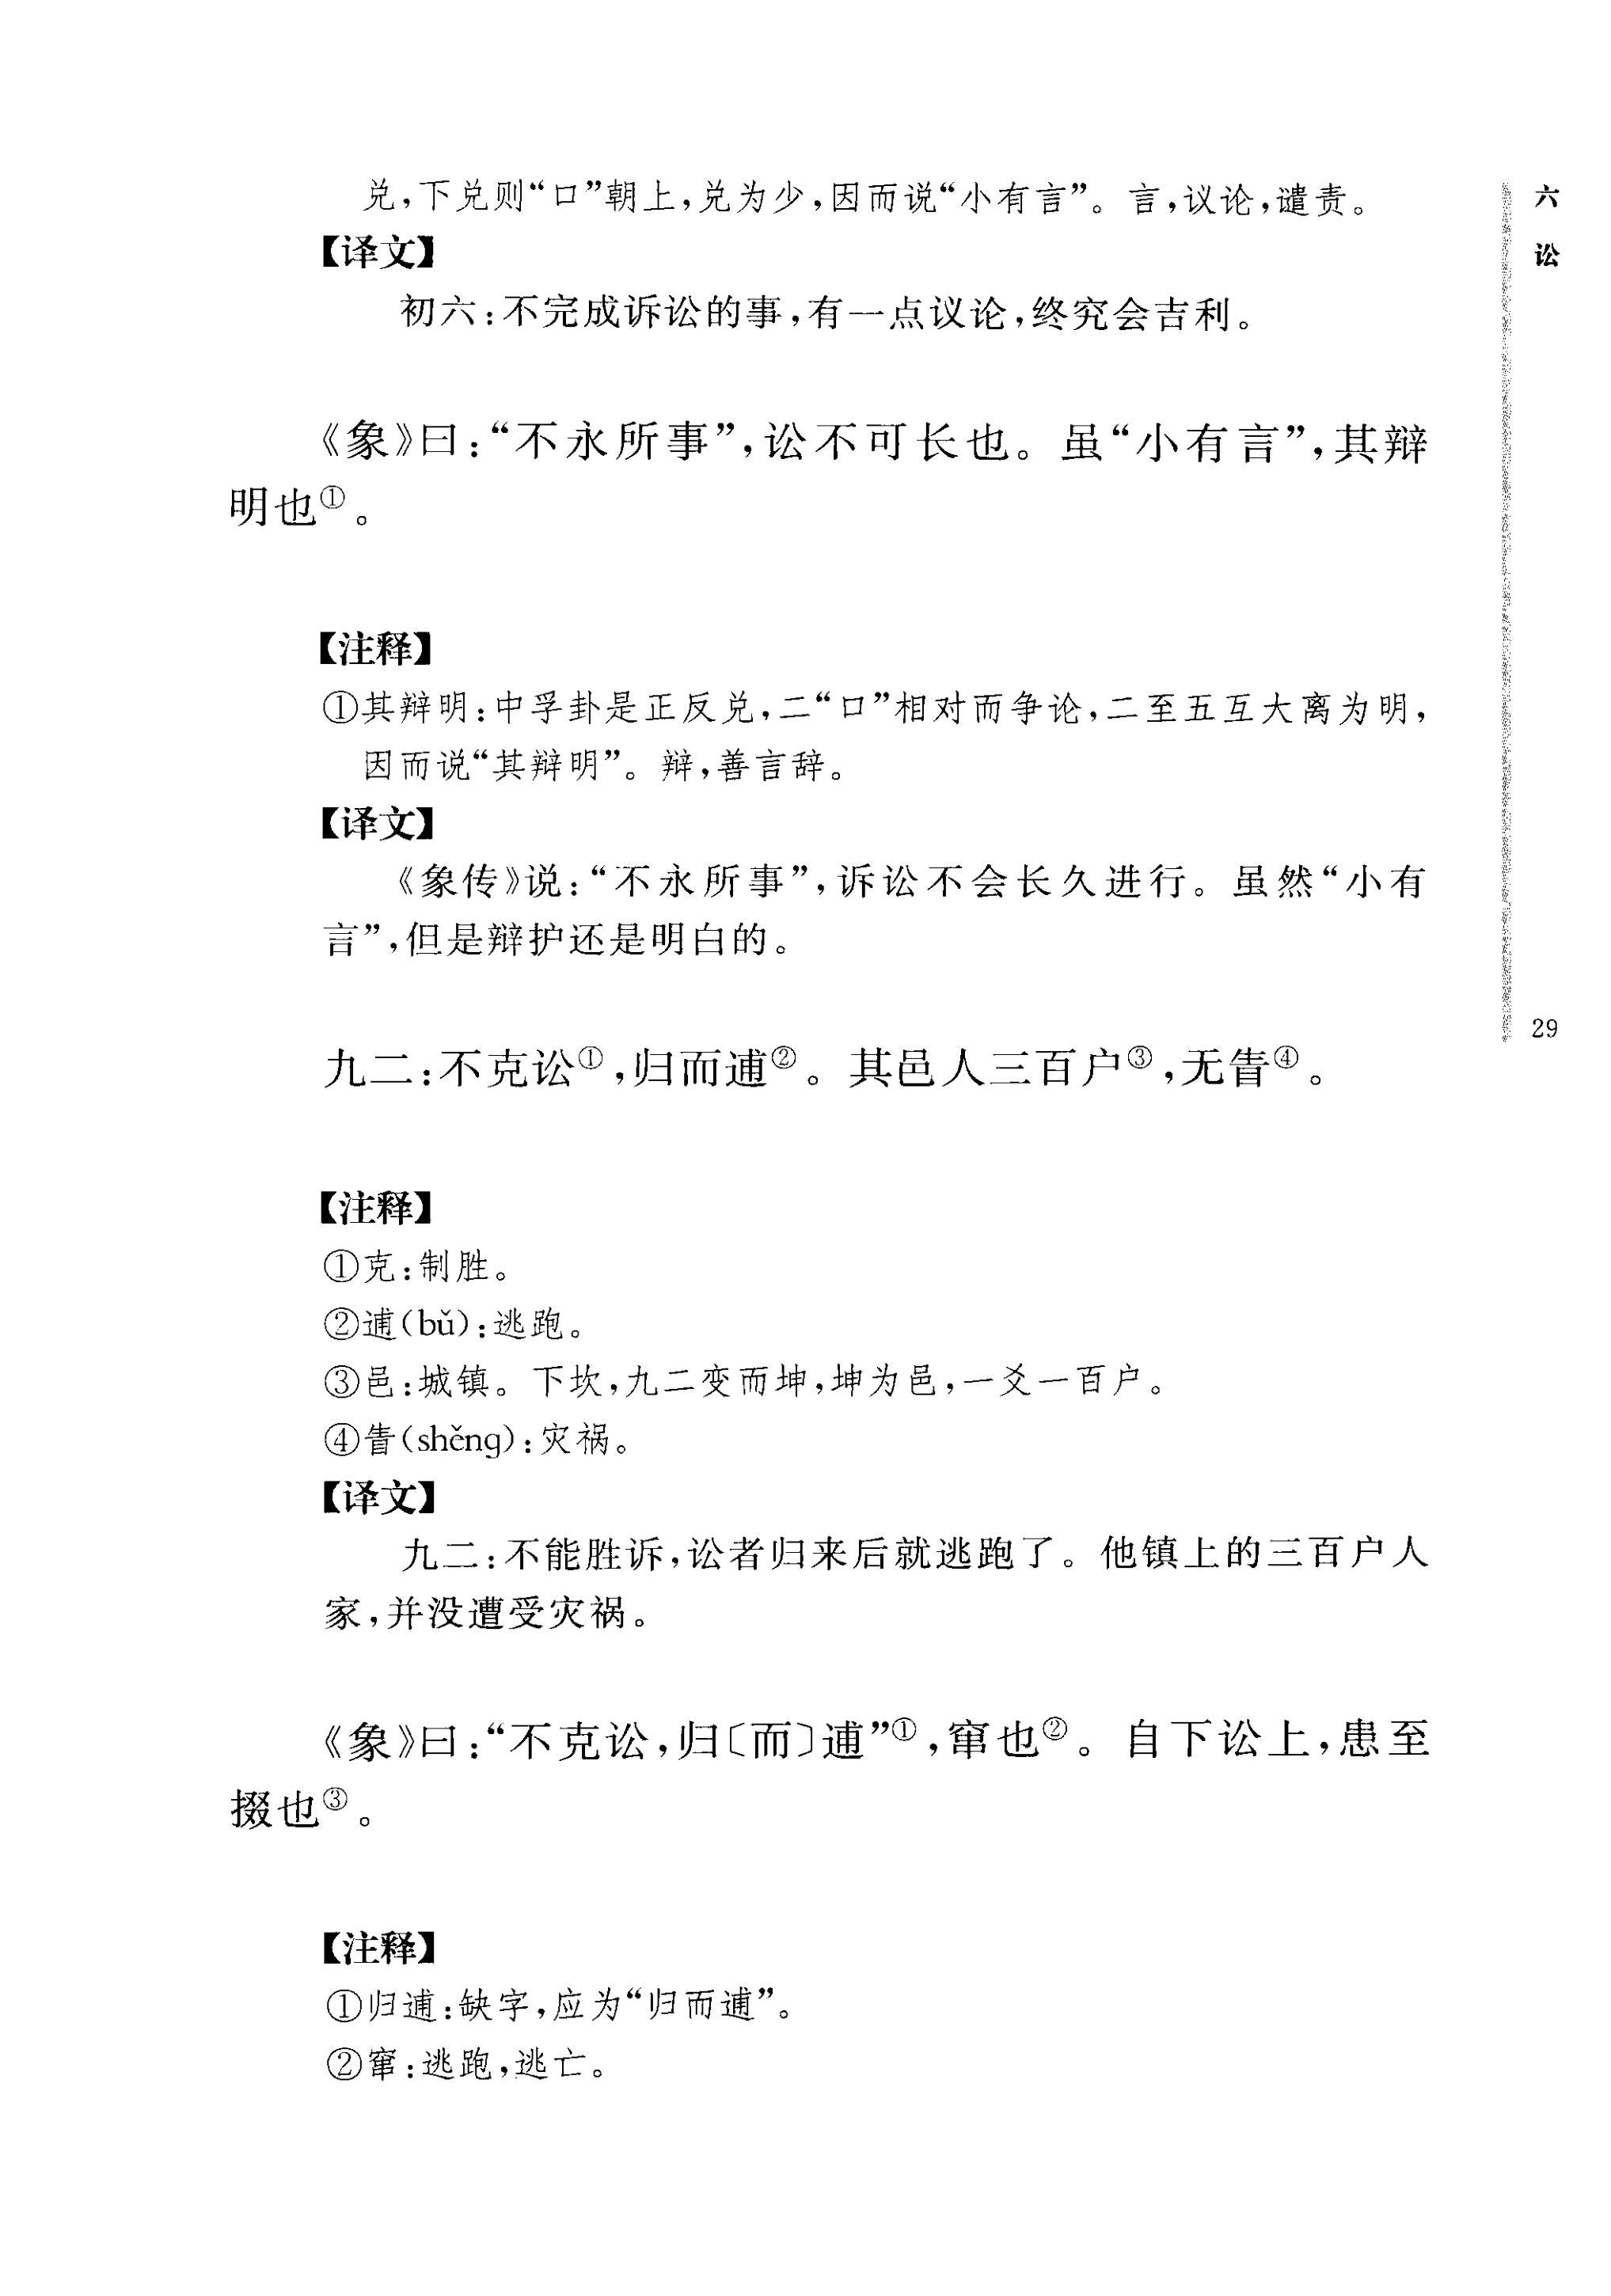 兑，下兑则“口”朝上，兑为少，因而说“小有言”。言，议论，谴责。
【译文】
初六：不完成诉讼的事，有一点议论，终究会吉利。
《象》曰：“不永所事”，讼不可长也。虽“小有言”，其辩
明也①。
【注释】
①其辩明：中孚卦是正反兑，二“口”相对而争论，二至五互大离为明，
因而说“其辩明”。辩，善言辞。
【译文】
《象传》说：“不永所事”，诉讼不会长久进行。虽然“小有
言”，但是辩护还是明白的。
九二：不克讼①，归而逋②。其邑人三百户③，无眚④。
【注释】
①克：制胜。
②逋（bǔ）：逃跑。
③邑：城镇。下坎，九二变而坤，坤为邑，一爻一百户。
④眚（shěng）：灾祸。
【译文】
九二：不能胜诉，讼者归来后就逃跑了。他镇上的三百户人
家，并没遭受灾祸。
《象》曰：“不克讼，归〔而〕逋”①，窜也②。自下讼上，患至
掇也③。
【注释】
①归逋：缺字，应为“归而逋”。
②窜：逃跑，逃亡。
六 讼
29